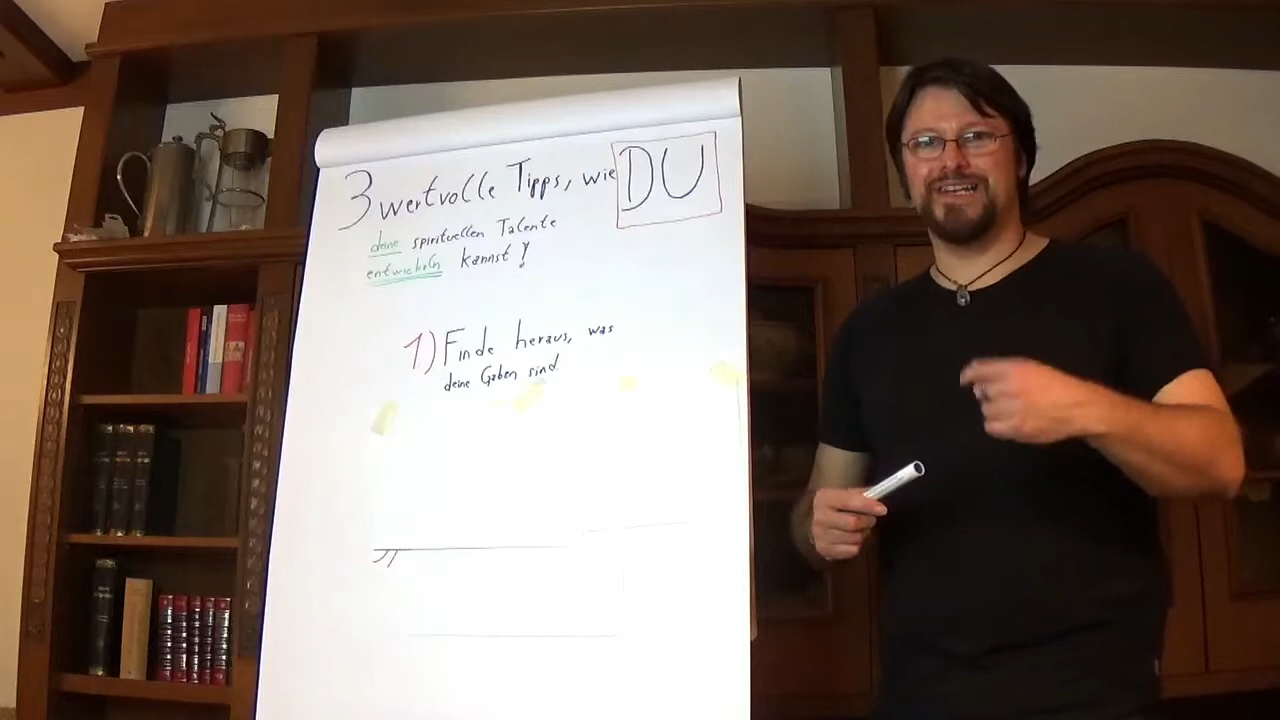 3 wertvolle Tipps, wie DU
deine spirituellen Talente
entwickeln kannst!
1) Finde heraus, was
deine Gaben sind